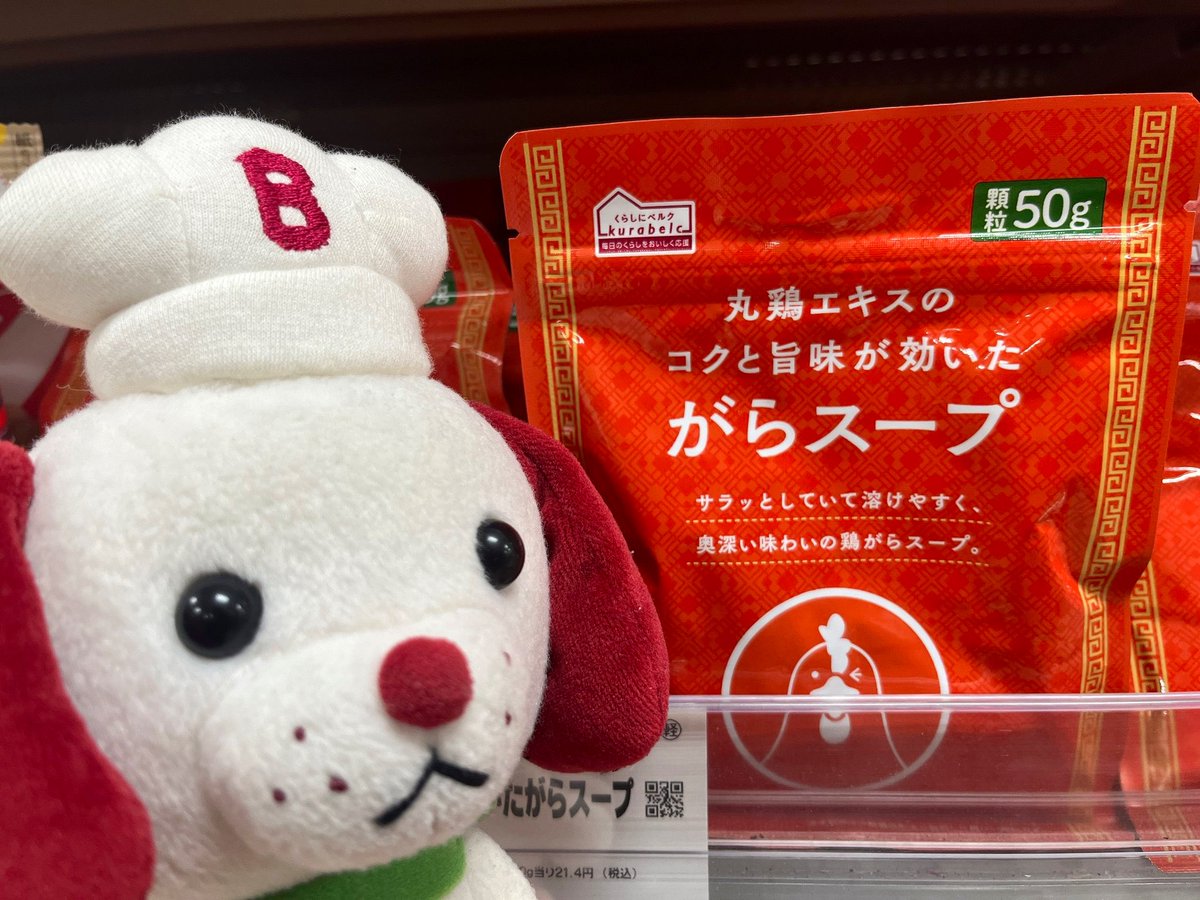 B
くらしにベルク
kurabelc
毎日のくらしをおいしく応援
顆粒 50g
丸鶏エキスの
コクと旨味が効いた
がらスープ
サラッとしていて溶けやすく、
奥深い味わいの鶏がらスープ。
軽
たがらスープ
g当り21.4円(税込)